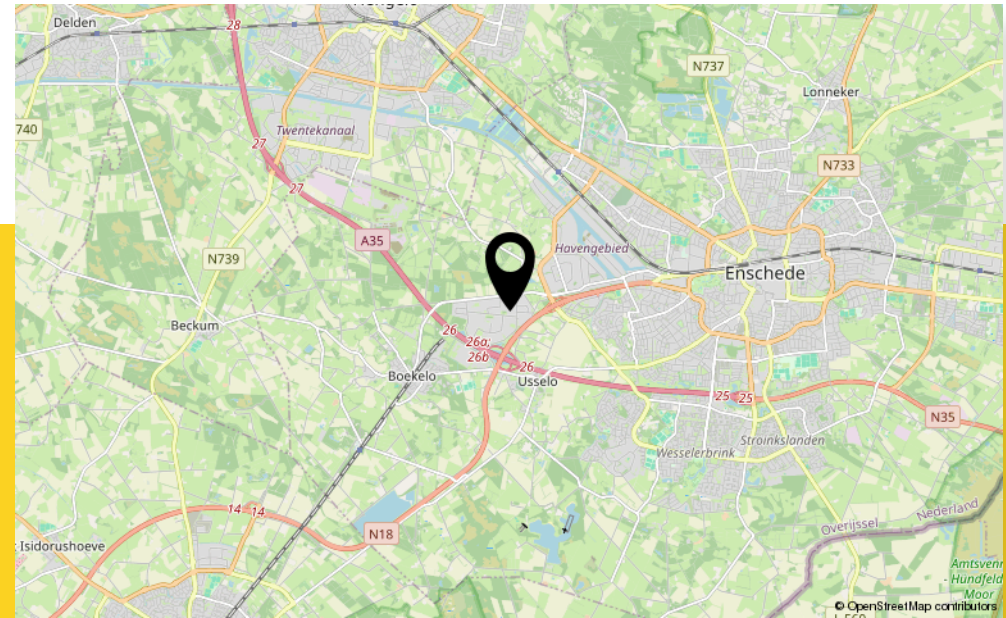 Hengelo
Delden
28
N737
Lonneker
740
Twentekanaal
27
N733
27
A35
Havengebied
N739
Enschede
Beckum
26
26a;
26b
26
Boekelo
Usselo
25
25
N35
Stroinkslanden
Wesselerbrink
14
14
N18
Nederland
Overijssel
Isidorushoeve
Amtsvenn
- Hundfeld
Moor
© OpenStreetMap contributors